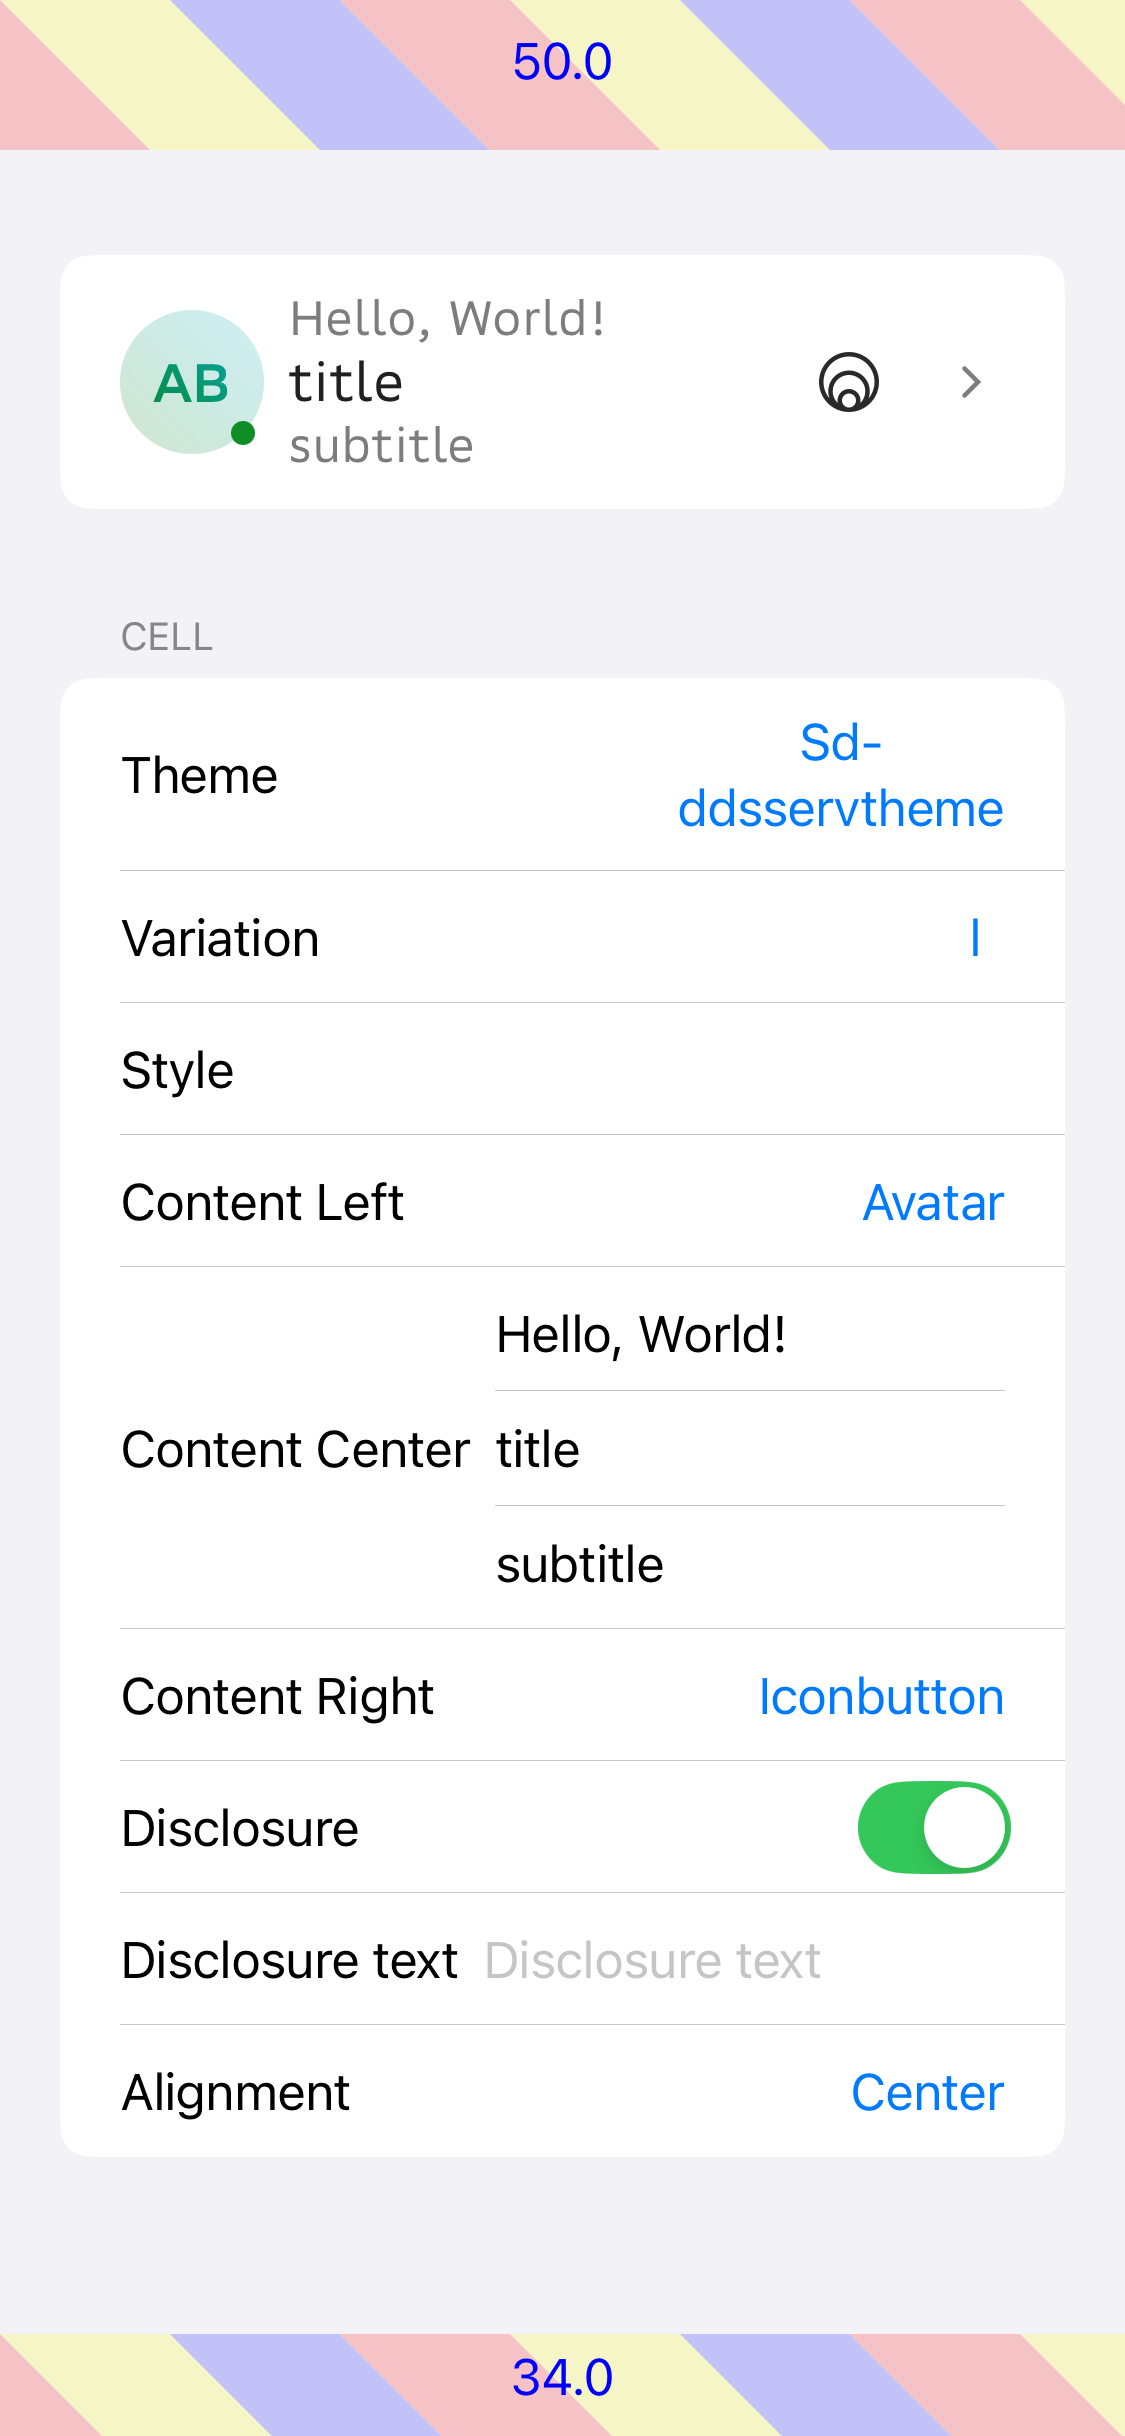 50.0
Hello, World!
AB
title
subtitle
CELL
Theme
Sd-
ddsservtheme
Variation l
Style
Content Left Avatar
Hello, World!
Content Center title
subtitle
Content Right Iconbutton
Disclosure
Disclosure text Disclosure text
Alignment Center
34.0